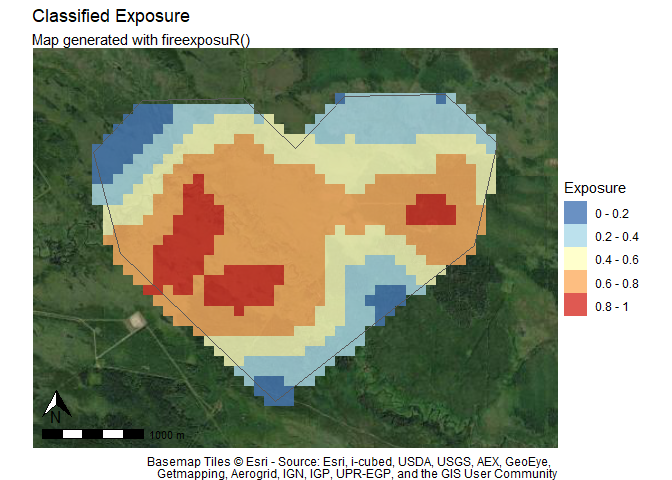 Classified Exposure
Map generated with fireexposuR()
Exposure
0 - 0.2
0.2 - 0.4
0.4 - 0.6
0.6 - 0.8
0.8 - 1
N
1000 m
Basemap Tiles © Esri - Source: Esri, i-cubed, USDA, USGS, AEX, GeoEye,
Getmapping, Aerogrid, IGN, IGP, UPR-EGP, and the GIS User Community